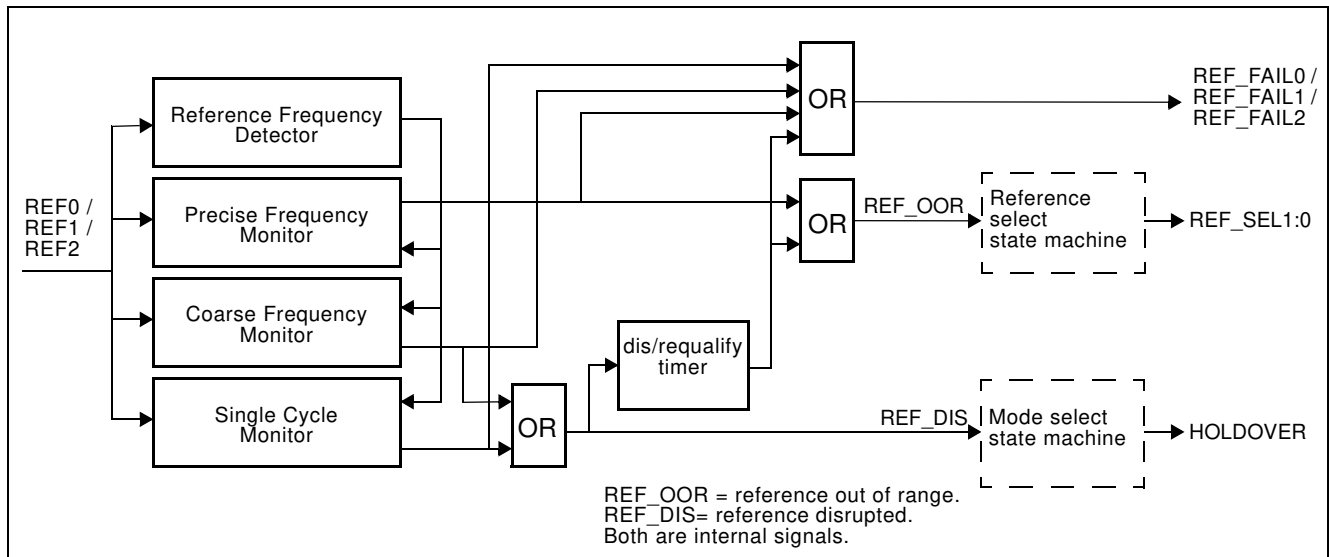 REF0 /
REF1 /
REF2
Reference Frequency
Detector
Precise Frequency
Monitor
Coarse Frequency
Monitor
Single Cycle
Monitor
OR
dis/requalify
timer
OR
OR
REF_FAIL0 /
REF_FAIL1 /
REF_FAIL2
REF_OOR
Reference
select
state machine
REF_SEL1:0
REF_DIS
Mode select
state machine
HOLDOVER
REF_OOR = reference out of range.
REF_DIS= reference disrupted.
Both are internal signals.